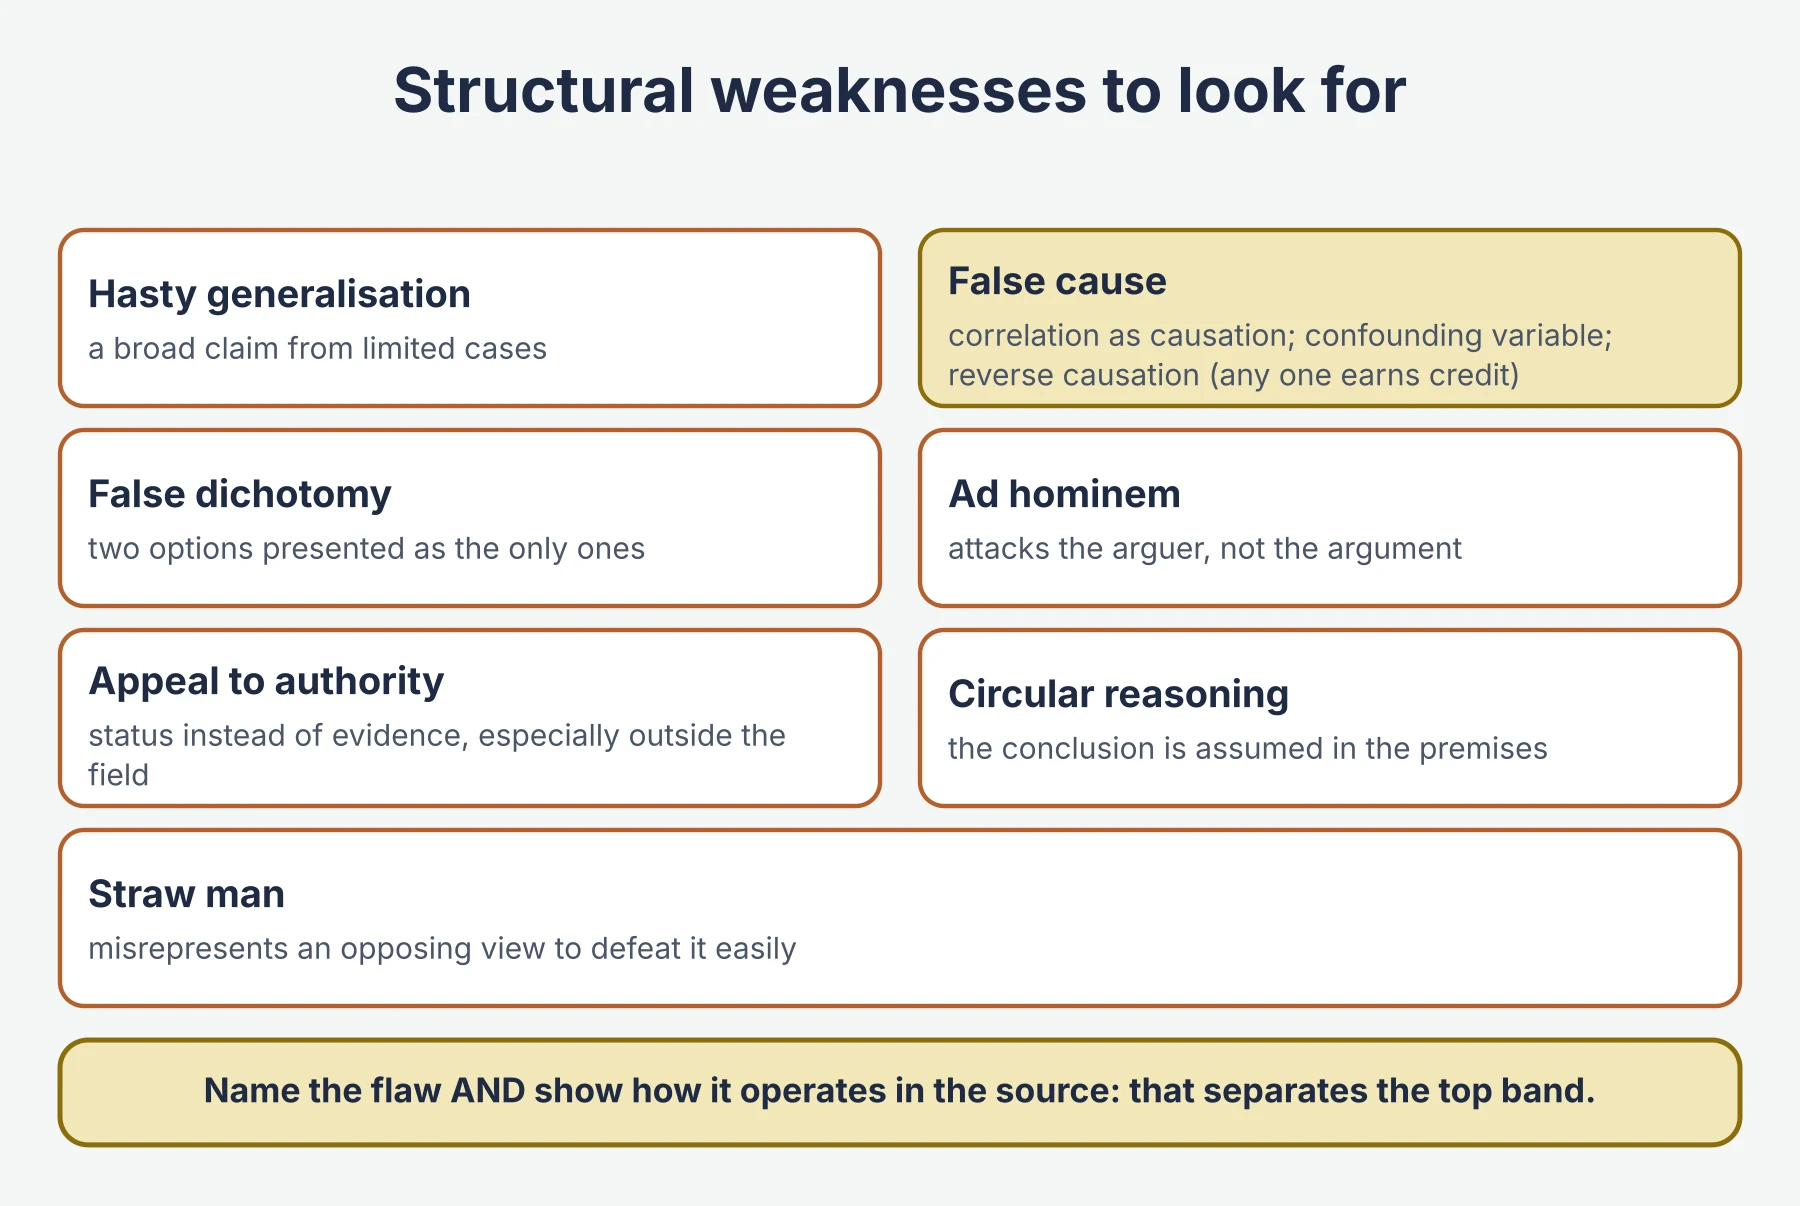 Structural weaknesses to look for
Hasty generalisation
a broad claim from limited cases
False cause
correlation as causation; confounding variable;
reverse causation (any one earns credit)
False dichotomy
two options presented as the only ones
Ad hominem
attacks the arguer, not the argument
Appeal to authority
status instead of evidence, especially outside the
field
Circular reasoning
the conclusion is assumed in the premises
Straw man
misrepresents an opposing view to defeat it easily
Name the flaw AND show how it operates in the source: that separates the top band.